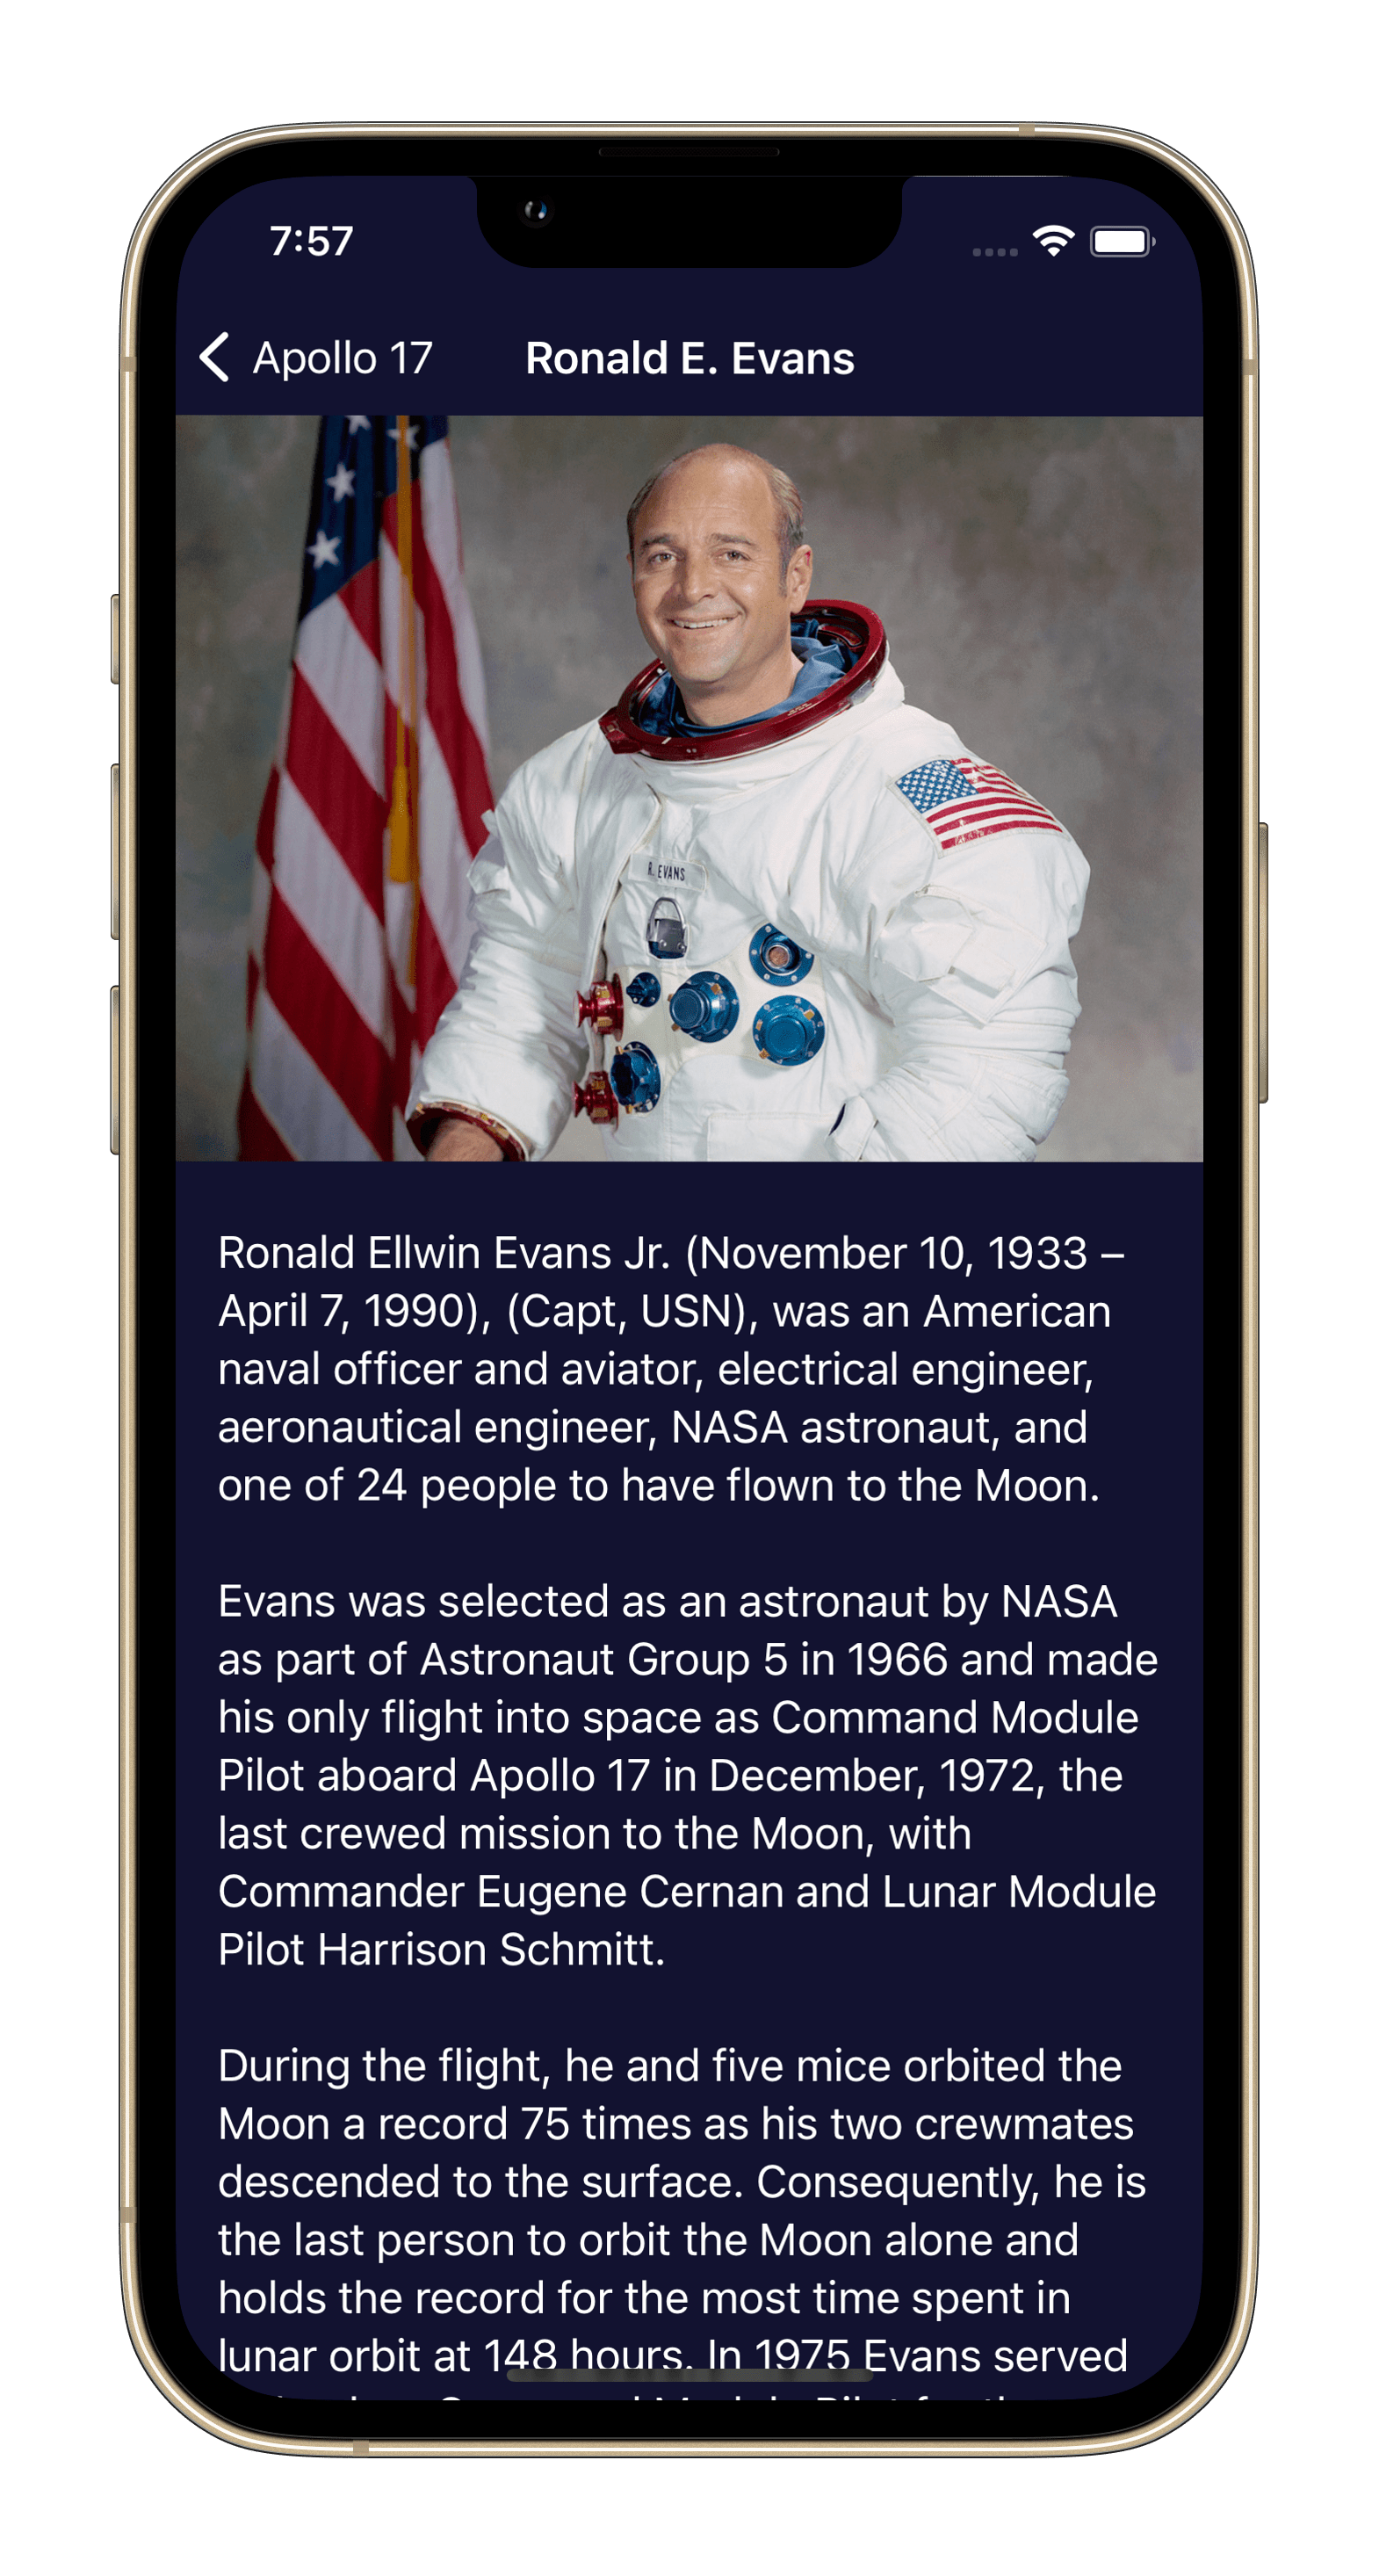 7:57
Apollo 17 Ronald E. Evans
R. EVANS
Ronald Ellwin Evans Jr. (November 10, 1933 –
April 7, 1990), (Capt, USN), was an American
naval officer and aviator, electrical engineer,
aeronautical engineer, NASA astronaut, and
one of 24 people to have flown to the Moon.
Evans was selected as an astronaut by NASA
as part of Astronaut Group 5 in 1966 and made
his only flight into space as Command Module
Pilot aboard Apollo 17 in December, 1972, the
last crewed mission to the Moon, with
Commander Eugene Cernan and Lunar Module
Pilot Harrison Schmitt.
During the flight, he and five mice orbited the
Moon a record 75 times as his two crewmates
descended to the surface. Consequently, he is
the last person to orbit the Moon alone and
holds the record for the most time spent in
lunar orbit at 148 hours. In 1975 Evans served